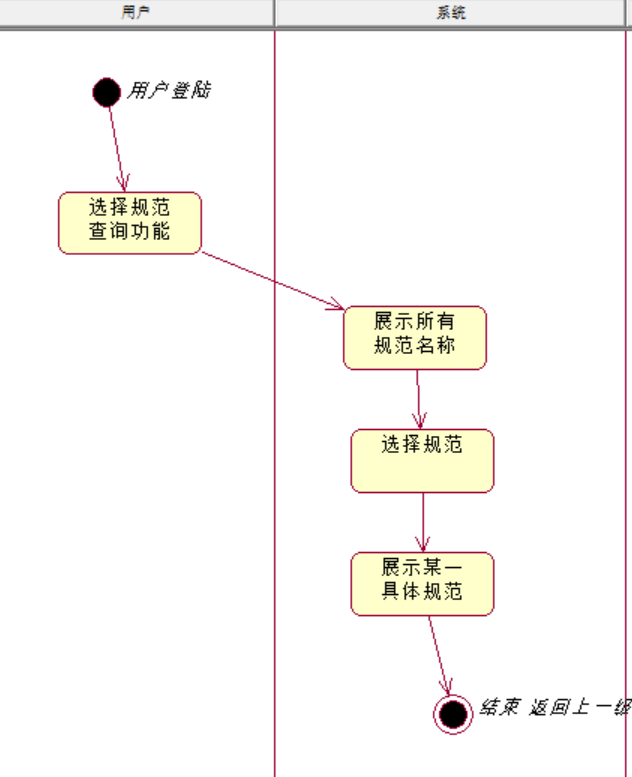 用户
系统
用户登陆
选择规范
查询功能
展示所有
规范名称
选择规范
展示某一
具体规范
结束 返回上一级